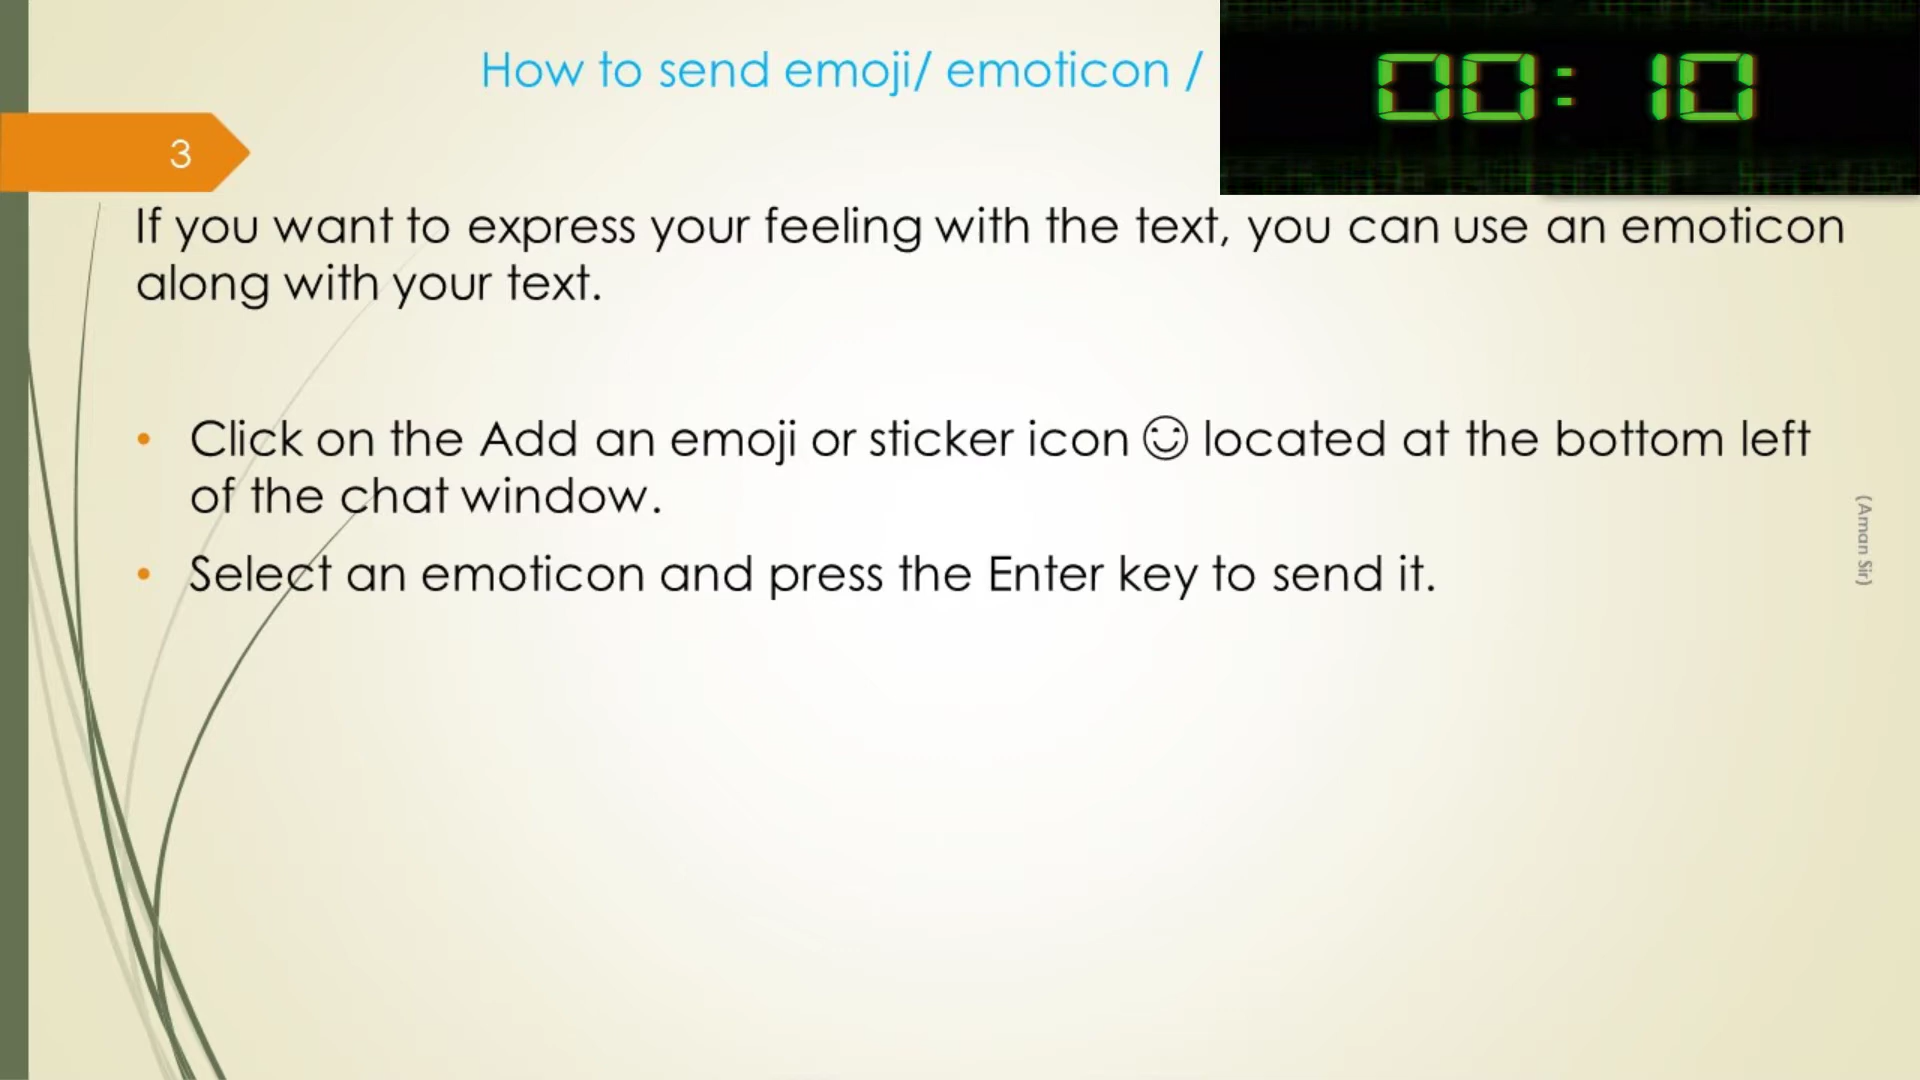 How to send emoji/ emoticon /
00: 10
3
If you want to express your feeling with the text, you can use an emoticon
along with your text.
• Click on the Add an emoji or sticker icon ☺ located at the bottom left
of the chat window.
• Select an emoticon and press the Enter key to send it.
(Aman Sir)